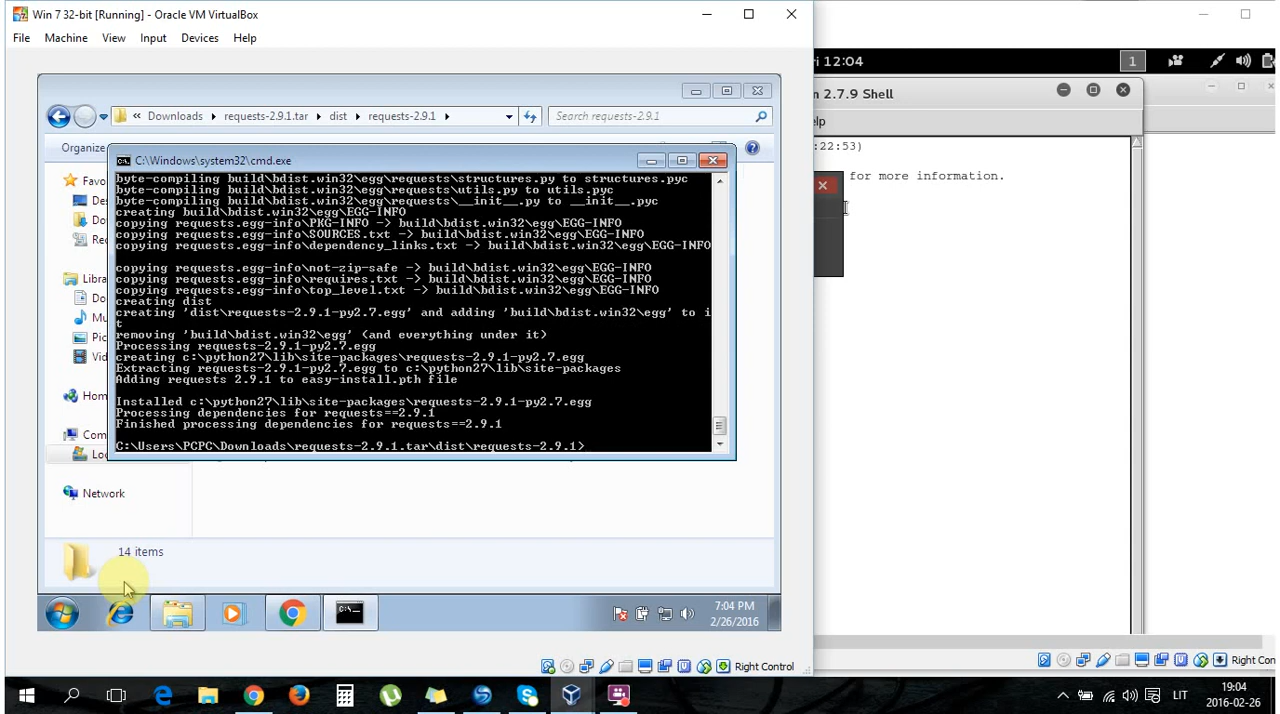 Win 7 32-bit [Running] - Oracle VM VirtualBox
File Machine View Input Devices Help
ri 12:04
1
n 2.7.9 Shell
elp
:22:53)
for more information.
« Downloads requests-2.9.1.tar dist requests-2.9.1
Search requests-2.9.1
Organize
C:\Windows\system32\cmd.exe
Favo
De
Do
Re
Libra
Do
Mu
Pic
Vid
Hom
Com
Loc
Network
byte-compiling build\bdist.win32\egg\requests\structures.py to structures.pyc
byte-compiling build\bdist.win32\egg\requests\utils.py to utils.pyc
byte-compiling build\bdist.win32\egg\requests\__init__.py to __init__.pyc
creating build\bdist.win32\egg\EGG-INFO
copying requests.egg-info\PKG-INFO -> build\bdist.win32\egg\EGG-INFO
copying requests.egg-info\SOURCES.txt -> build\bdist.win32\egg\EGG-INFO
copying requests.egg-info\dependency_links.txt -> build\bdist.win32\egg\EGG-INFO
copying requests.egg-info\not-zip-safe -> build\bdist.win32\egg\EGG-INFO
copying requests.egg-info\requires.txt -> build\bdist.win32\egg\EGG-INFO
copying requests.egg-info\top_level.txt -> build\bdist.win32\egg\EGG-INFO
creating dist
creating 'dist\requests-2.9.1-py2.7.egg' and adding 'build\bdist.win32\egg' to i
t
removing 'build\bdist.win32\egg' (and everything under it)
Processing requests-2.9.1-py2.7.egg
creating c:\python27\lib\site-packages\requests-2.9.1-py2.7.egg
Extracting requests-2.9.1-py2.7.egg to c:\python27\lib\site-packages
Adding requests 2.9.1 to easy-install.pth file
Installed c:\python27\lib\site-packages\requests-2.9.1-py2.7.egg
Processing dependencies for requests==2.9.1
Finished processing dependencies for requests==2.9.1
C:\Users\PCPC\Downloads\requests-2.9.1.tar\dist\requests-2.9.1>
14 items
7:04 PM
2/26/2016
Right Control
Right Con
LIT
19:04
2016-02-26